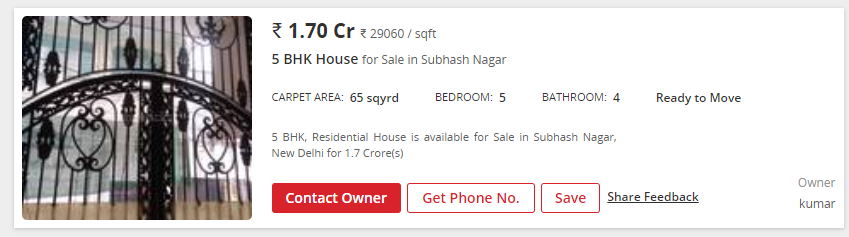 ₹ 1.70 Cr ₹ 29060 / sqft
5 BHK House for Sale in Subhash Nagar
CARPET AREA: 65 sqyrd BEDROOM: 5 BATHROOM: 4 Ready to Move
5 BHK, Residential House is available for Sale in Subhash Nagar,
New Delhi for 1.7 Crore(s)
Contact Owner Get Phone No. Save Share Feedback
Owner
kumar